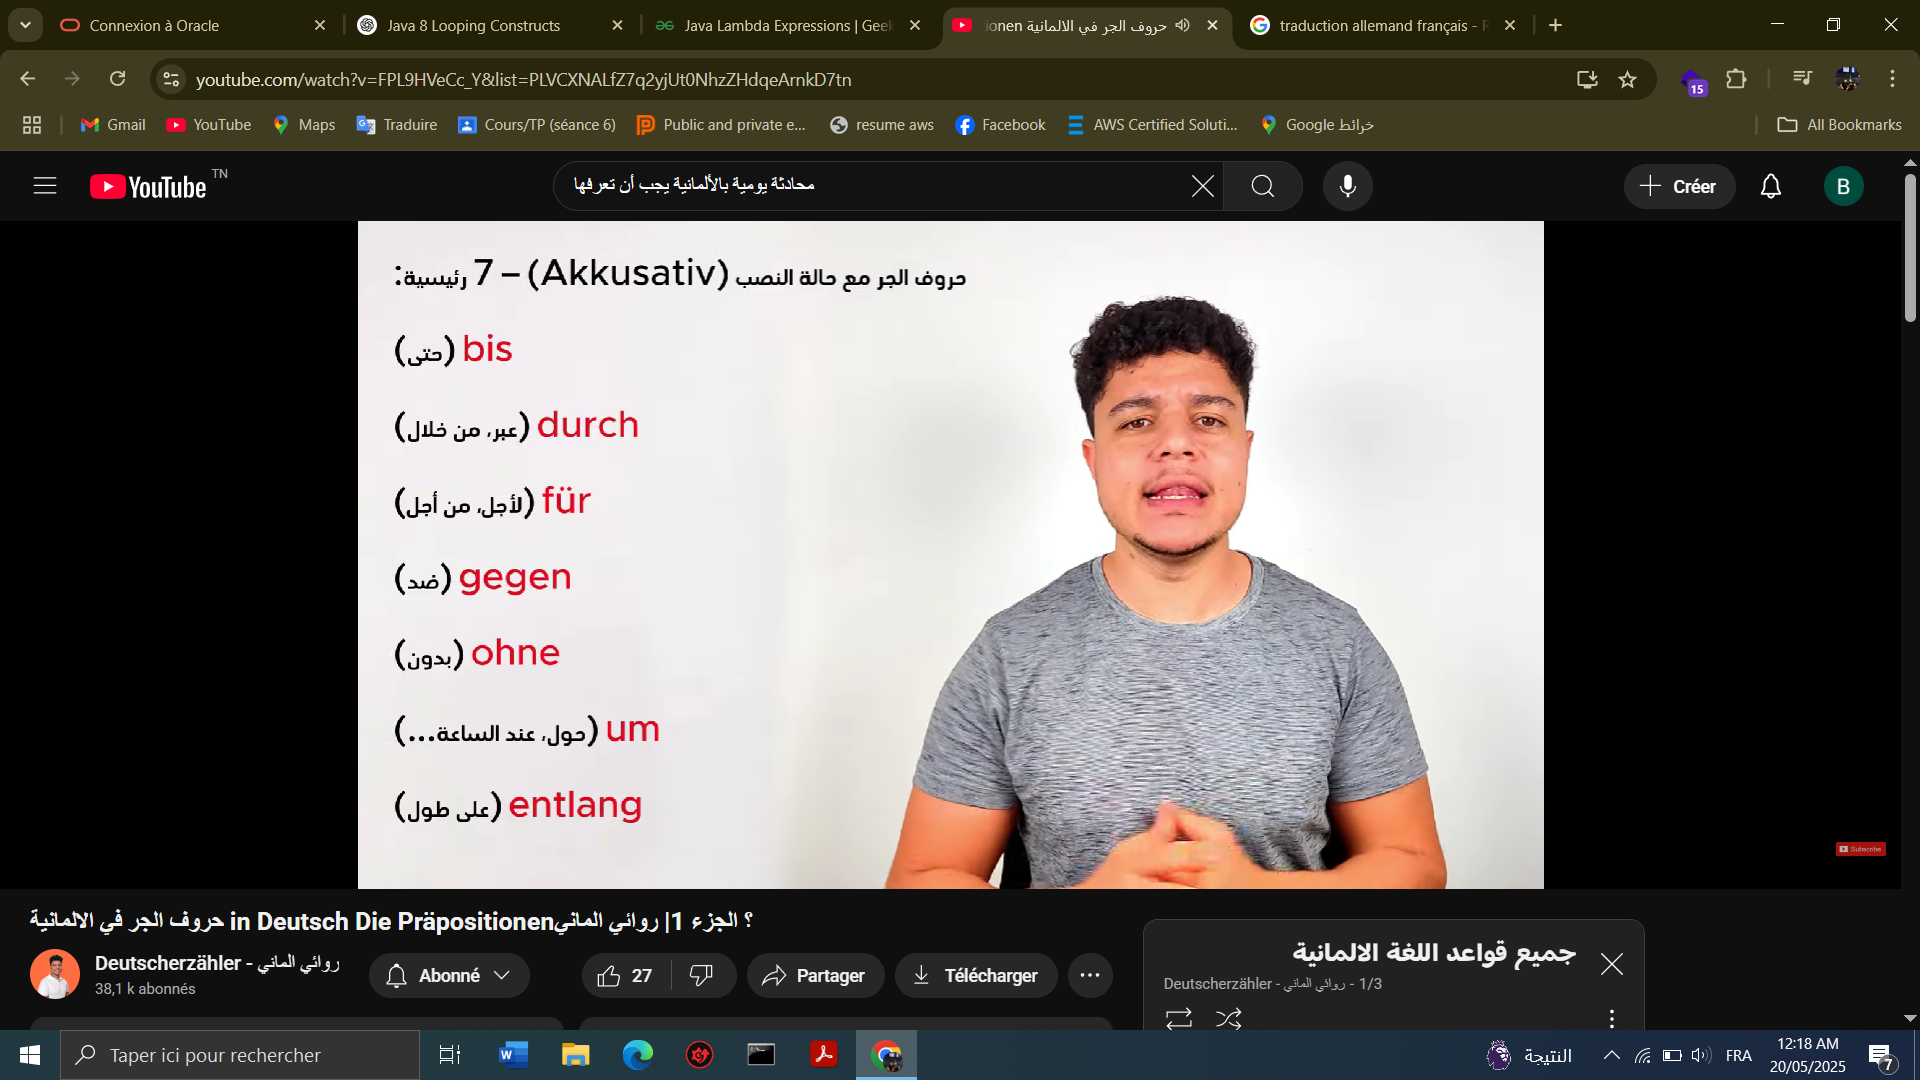 Connexion à Oracle
Java 8 Looping Constructs
Java Lambda Expressions | Geek
حروف الجر في الالمانية ionen
traduction allemand français - R
youtube.com/watch?v=FPL9HVeCc_Y&list=PLVCXNALfZ7q2yjUt0NhzZHdqeArnkD7tn
15
Gmail
YouTube
Maps
Traduire
Cours/TP (séance 6)
Public and private e...
resume aws
Facebook
AWS Certified Soluti...
خرائط Google
All Bookmarks
YouTube TN
محادثة يومية بالألمانية يجب أن تعرفها
Créer
B
حروف الجر مع حالة النصب (Akkusativ) – 7 رئيسية:
bis (حتى)
durch (عبر، من خلال)
für (لأجل، من أجل)
gegen (ضد)
ohne (بدون)
um (حول، عند الساعة...)
entlang (على طول)
Subscribe
حروف الجر في الالمانية in Deutsch Die Präpositionen؟ الجزء 1| روائي الماني
Deutscherzähler - روائي الماني
38,1 k abonnés
Abonné
27
Partager
Télécharger
جميع قواعد اللغة الالمانية
Deutscherzähler - روائي الماني - 1/3
Taper ici pour rechercher
النتيجة
FRA
12:18 AM
20/05/2025
7